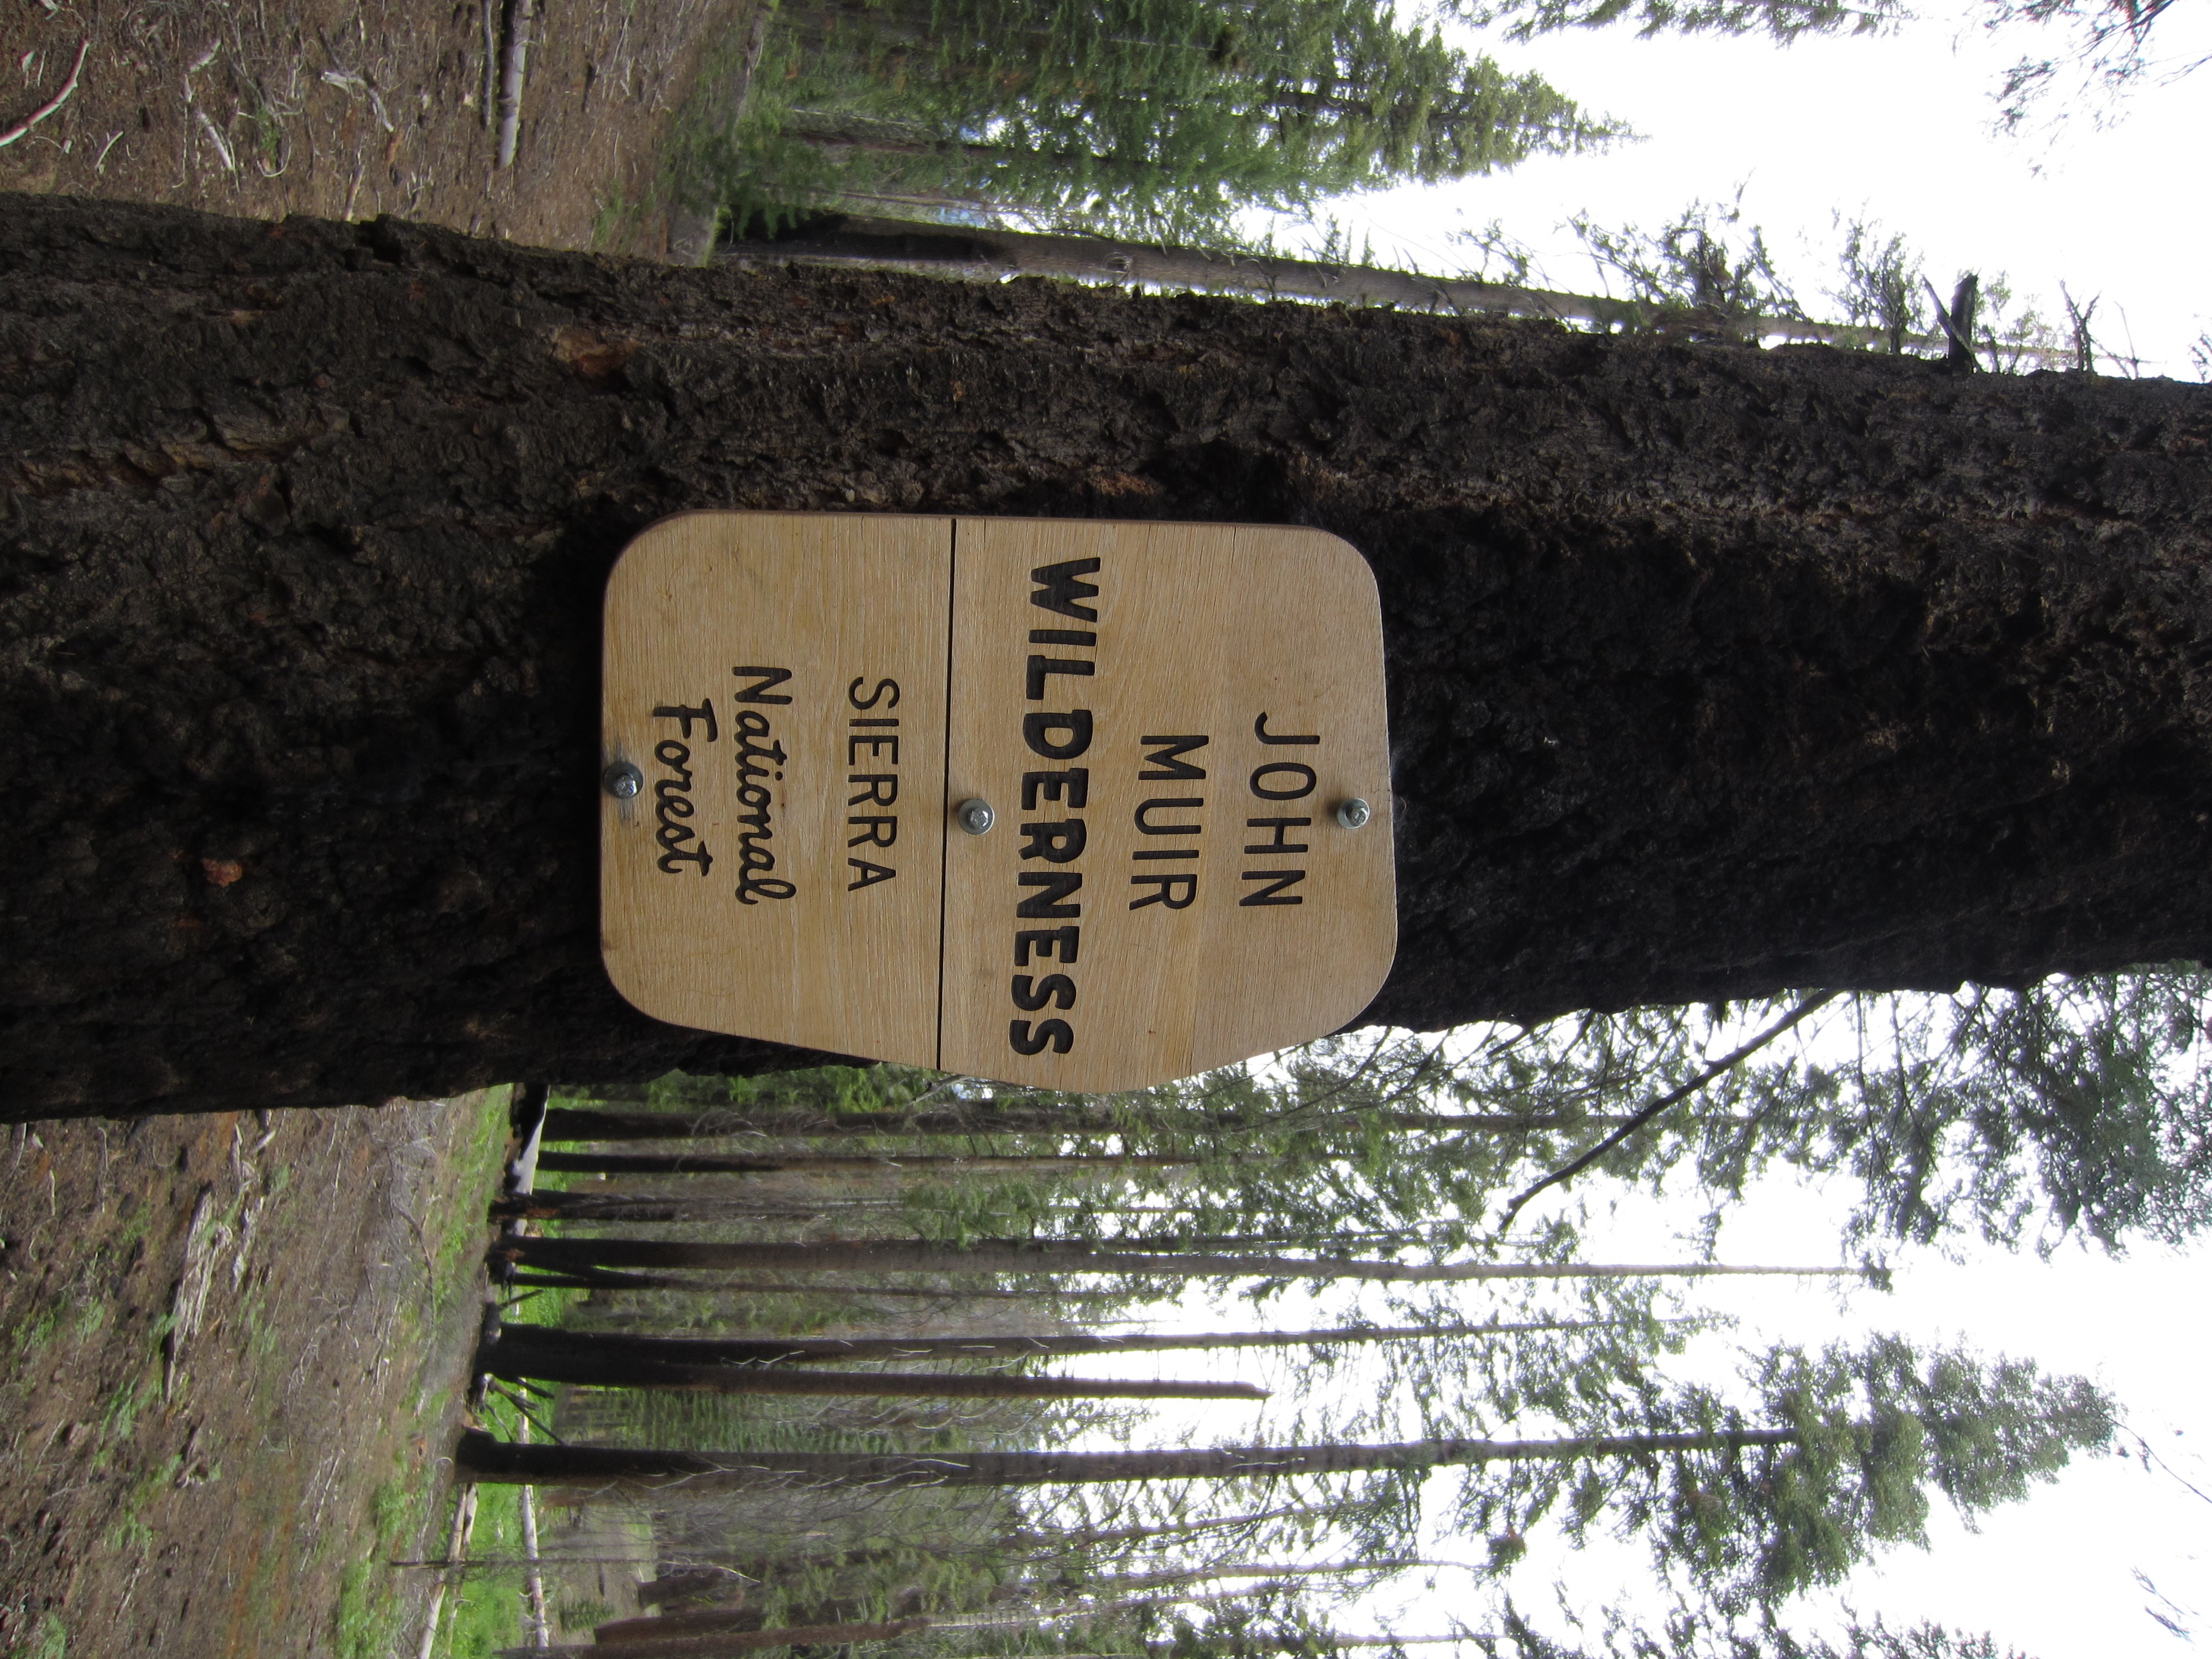 JOHN
MUIR
WILDERNESS
SIERRA
National
Forest